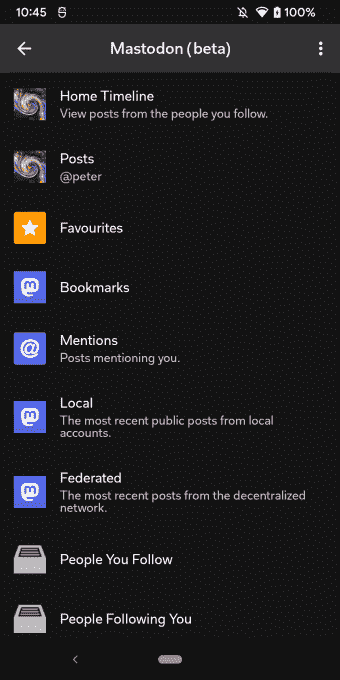 10:45
100%
Mastodon (beta)
Home Timeline
View posts from the people you follow.
Posts
@peter
Favourites
Bookmarks
Mentions
Posts mentioning you.
Local
The most recent public posts from local
accounts.
Federated
The most recent posts from the decentralized
network.
People You Follow
People Following You